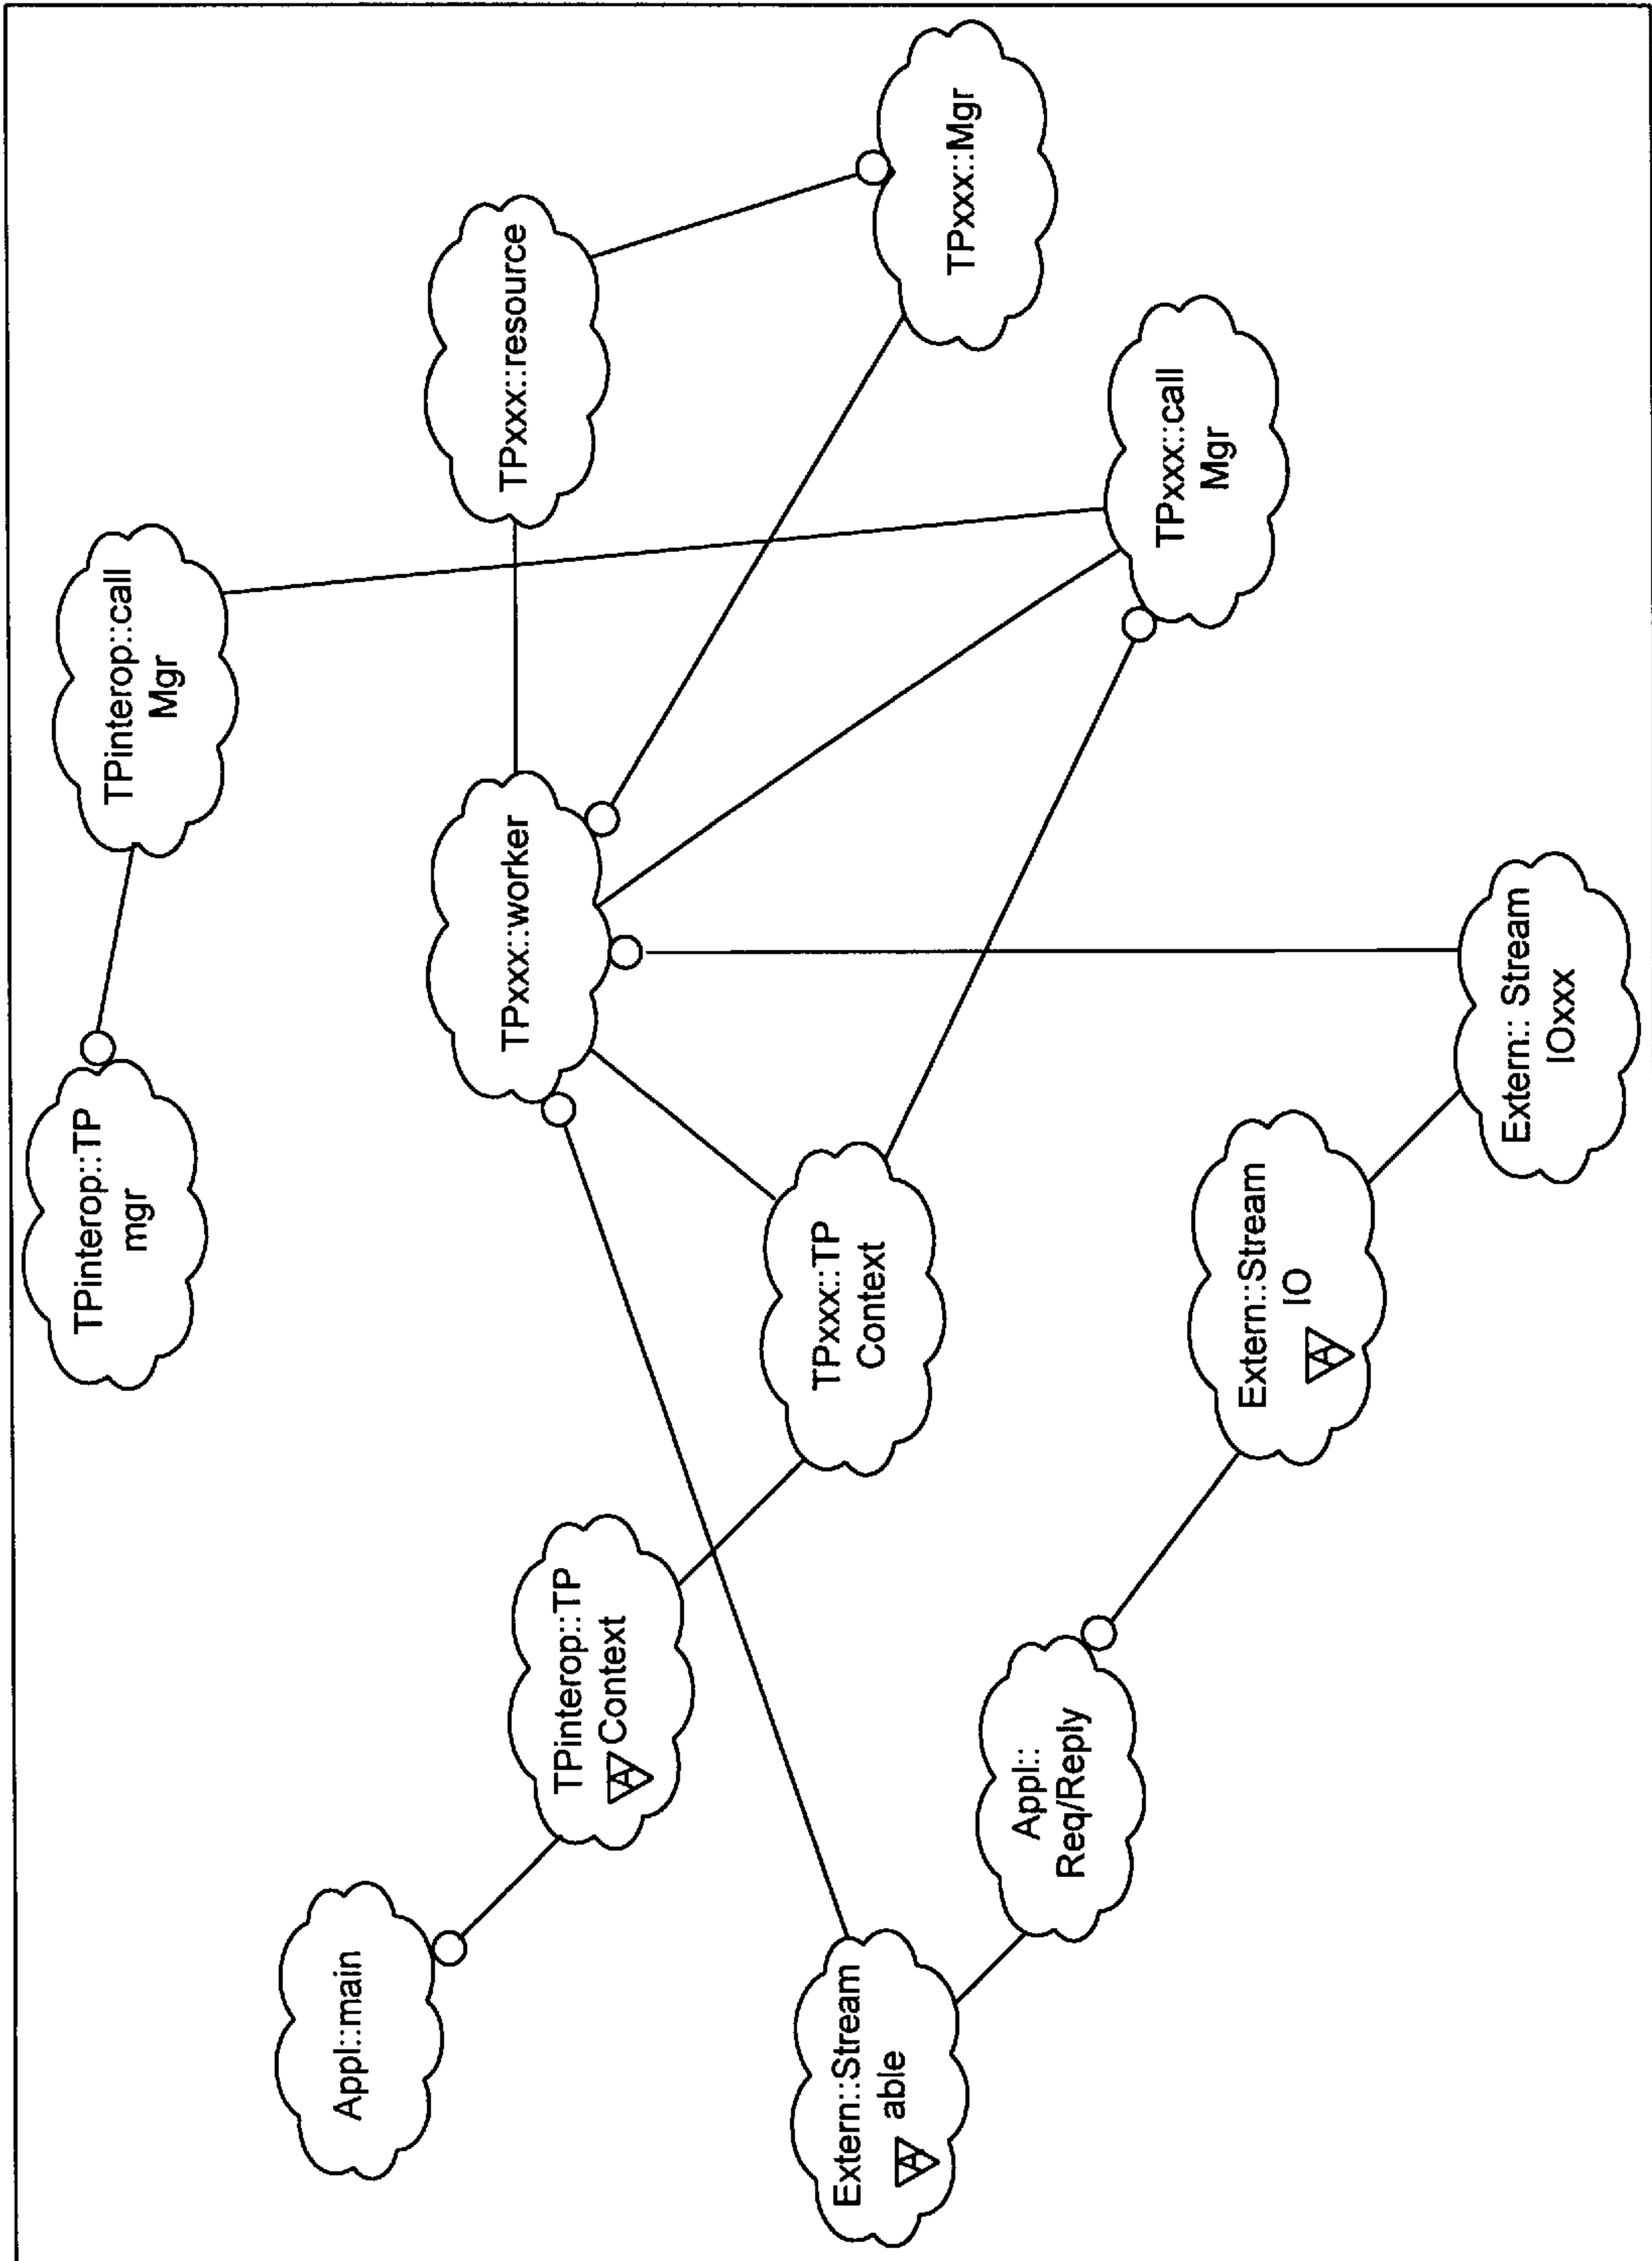 TPinterop::TP
mgr
TPinterop::call
Mgr
Appl::main
TPxxx::worker
TPxxx::resource
TPinterop::TP
A Context
TPxxx::TP
Context
Extern::Stream
able
A
TPxxx::Mgr
Appl::
Req/Reply
TPxxx::call
Mgr
Extern::Stream
IO
A
Extern:: Stream
IOxxx